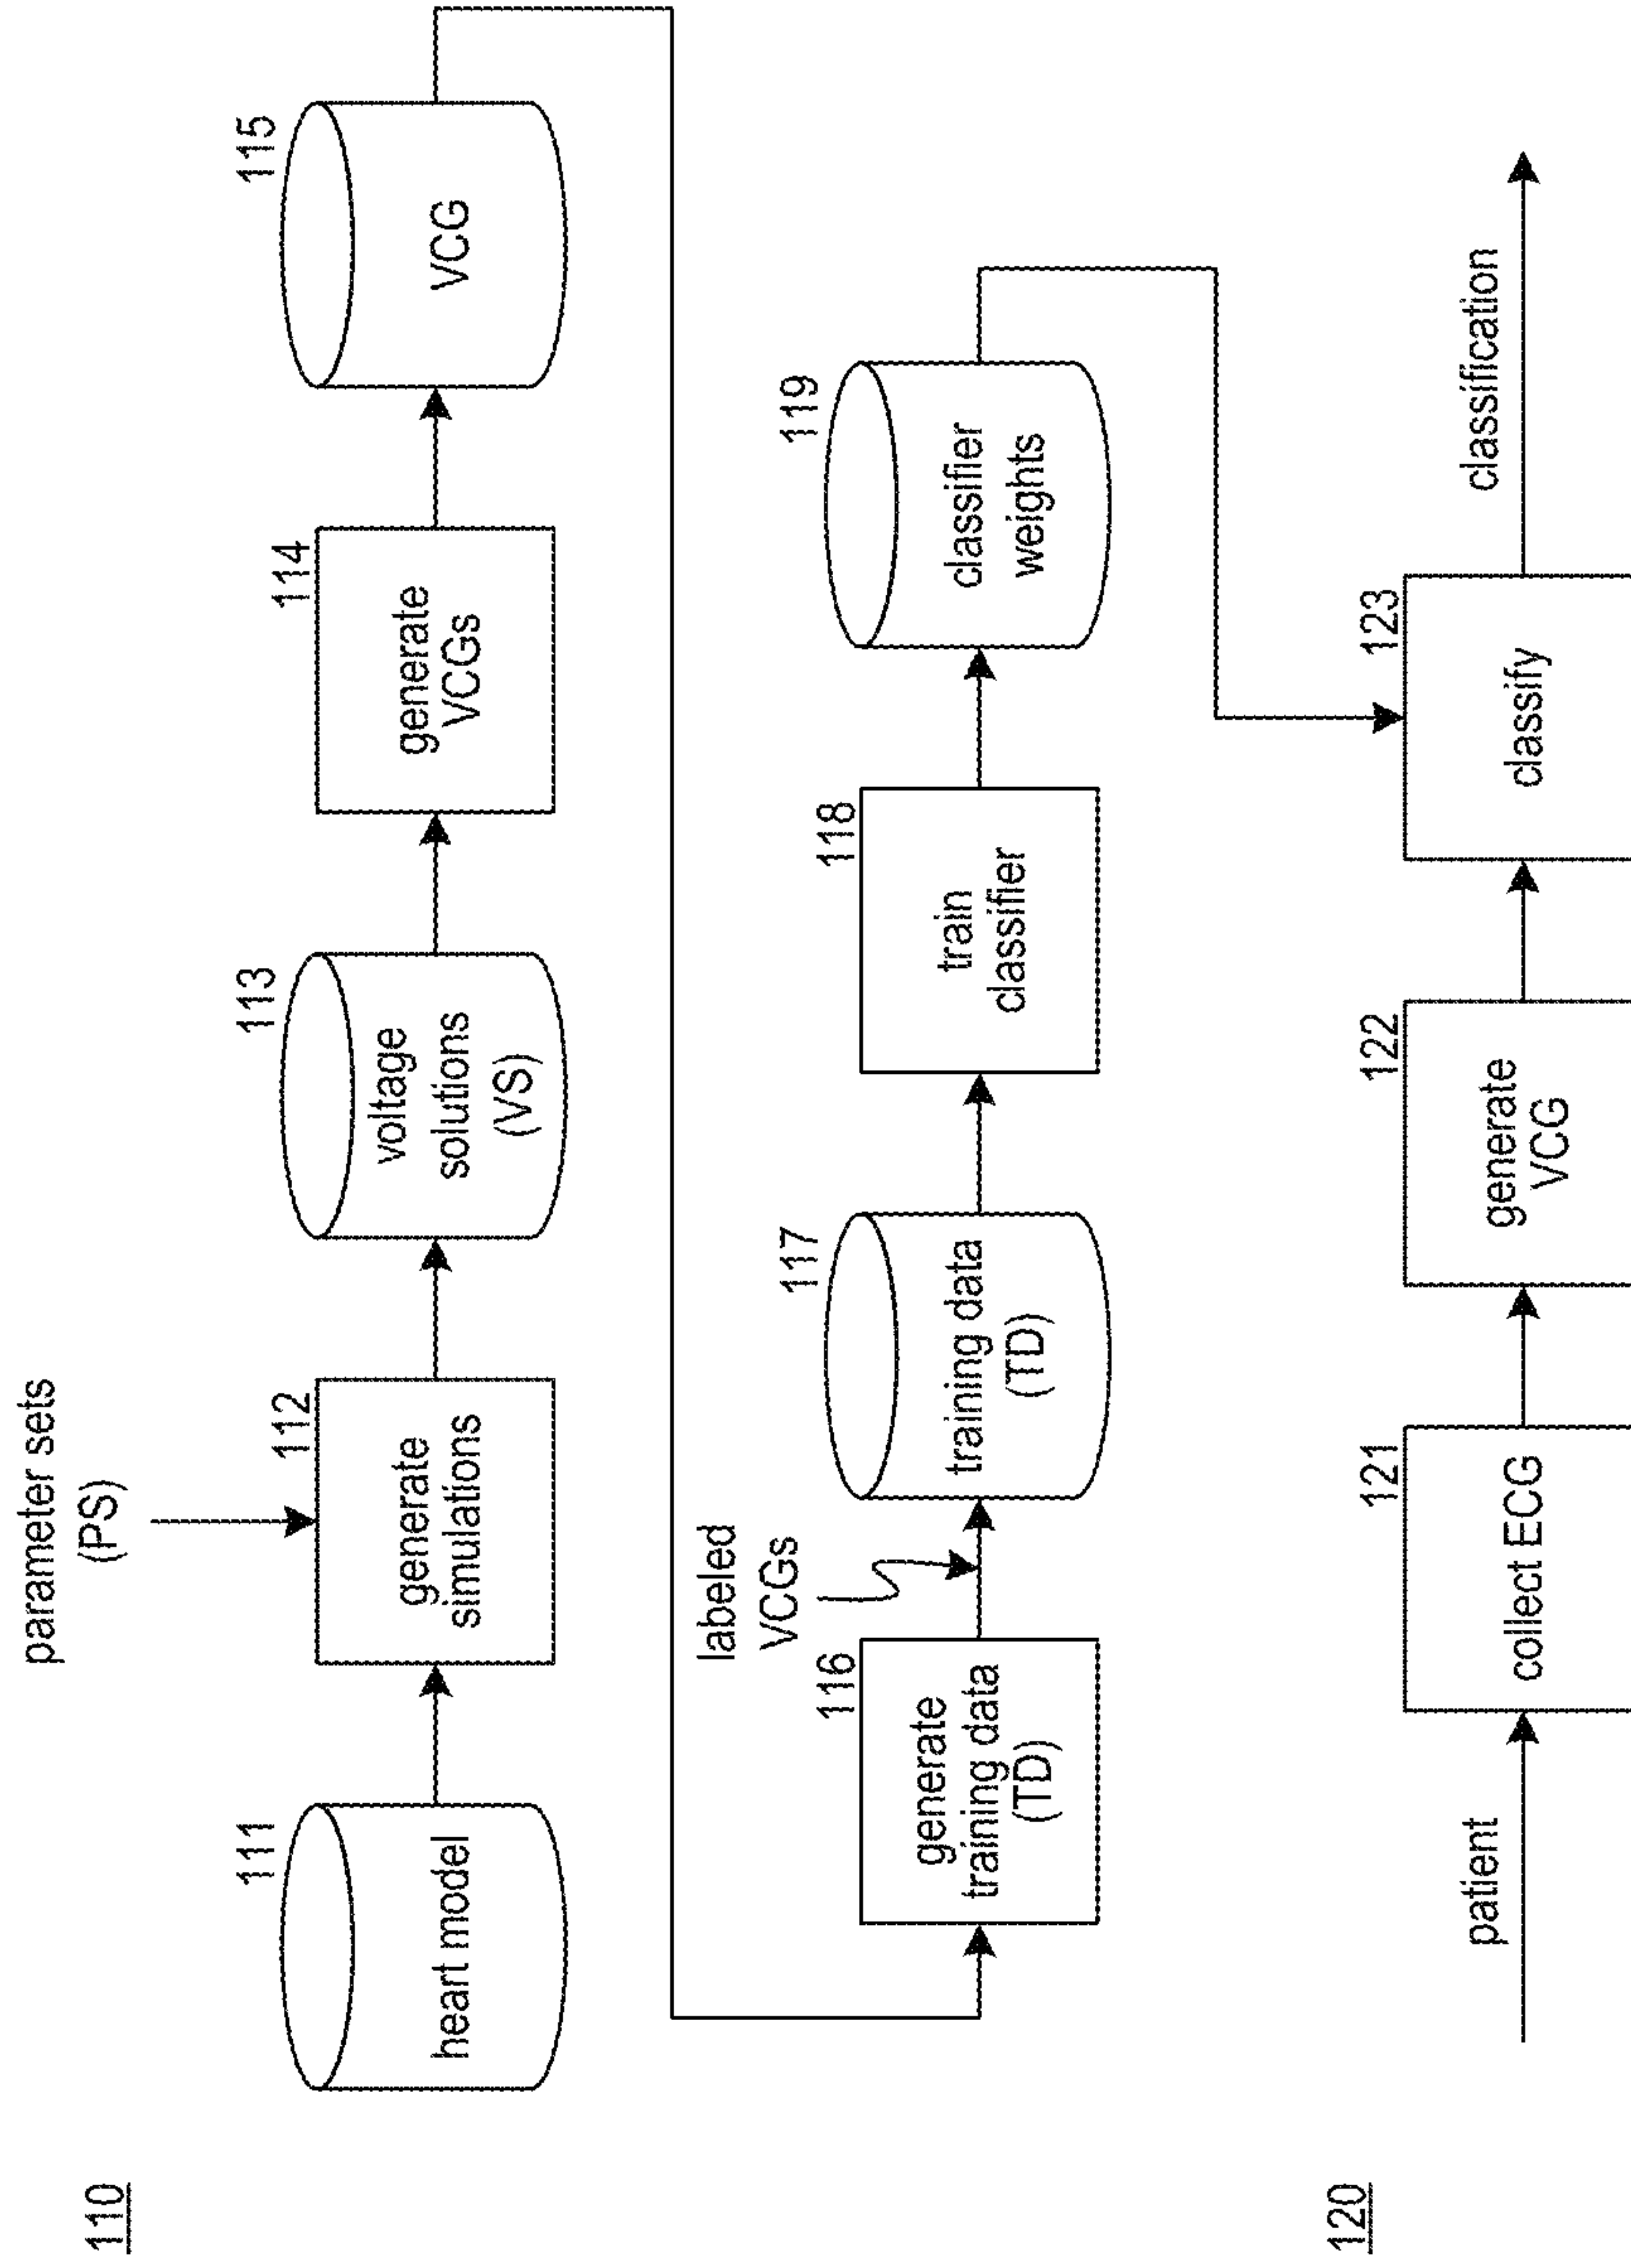 110
parameter sets
(PS)
111
heart model
112
generate
simulations
113
voltage
solutions
(VS)
114
generate
VCGs
115
VCG
116
generate
training data
(TD)
labeled
VCGs
117
training data
(TD)
118
train
classifier
119
classifier
weights
120
patient
121
collect ECG
122
generate
VCG
123
classify
classification